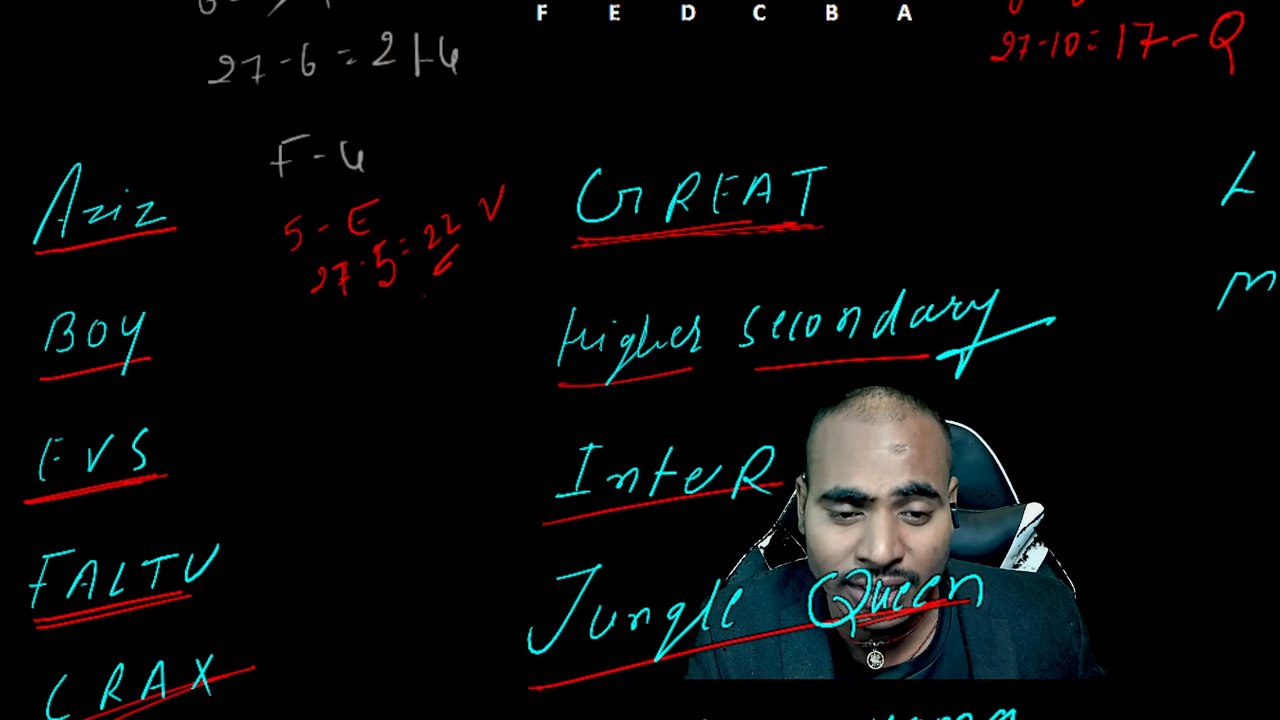 F E D C B A
27-6=21-U
27-10=17-Q
F-U
AZiZ
5-E
27-5=22 V
GREAT
BOY
Higher secondary
EVS
InteR
FALTU
Jungle Queen
CRAX